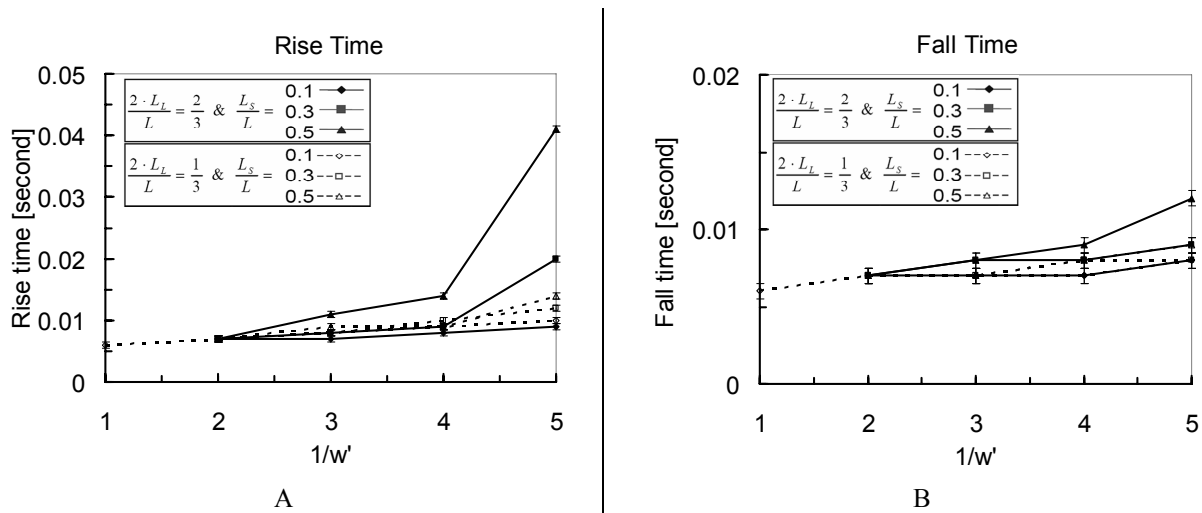 Rise Time
0.05
0.04
0.03
0.02
0.01
0
Rise time [second]
2 · L_L / L = 2/3 & L_S / L =
0.1
0.3
0.5
2 · L_L / L = 1/3 & L_S / L =
0.1
0.3
0.5
1 2 3 4 5
1/w'
A
Fall Time
0.02
0.01
0
Fall time [second]
2 · L_L / L = 2/3 & L_S / L =
0.1
0.3
0.5
2 · L_L / L = 1/3 & L_S / L =
0.1
0.3
0.5
1 2 3 4 5
1/w'
B